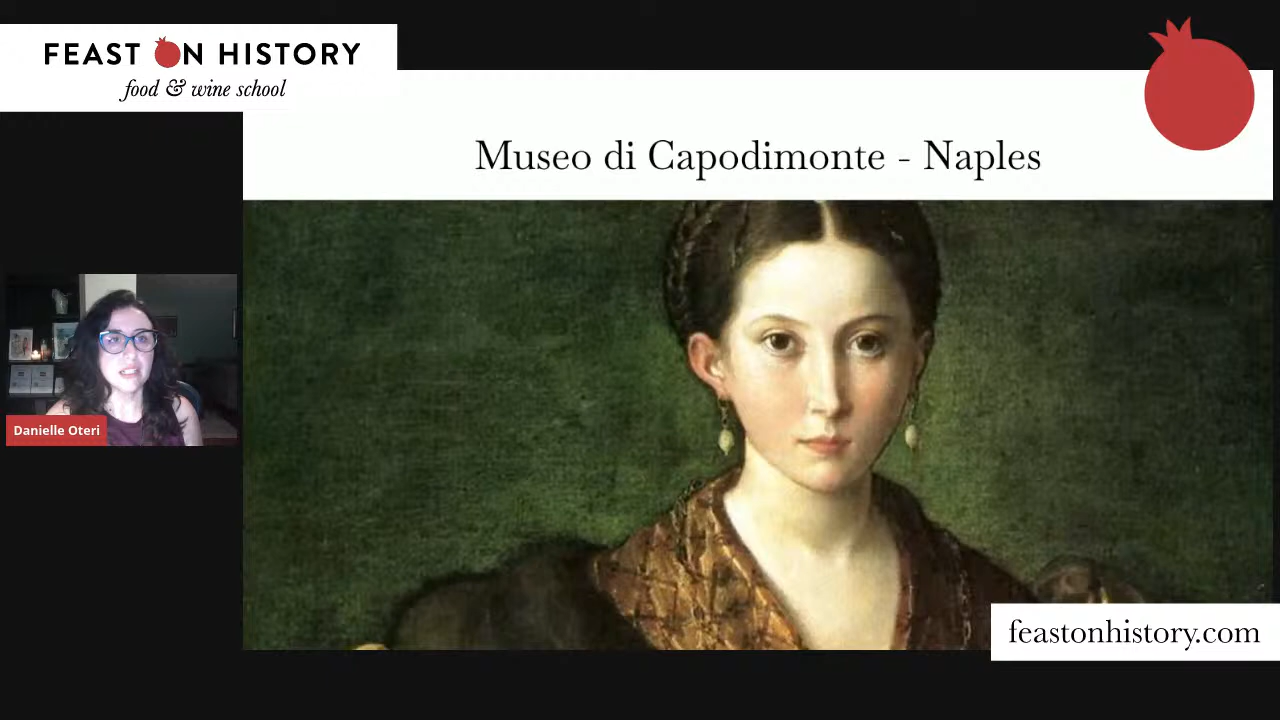 FEAST ON HISTORY
food & wine school
Museo di Capodimonte - Naples
Danielle Oteri
feastonhistory.com